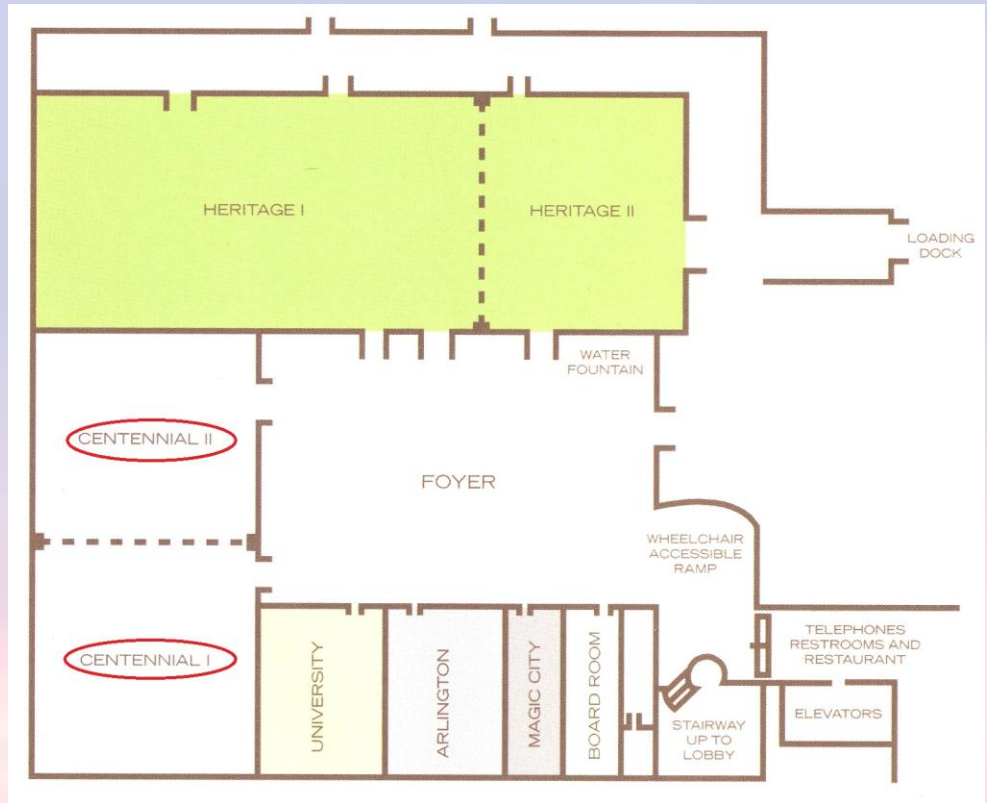 HERITAGE I
HERITAGE II
LOADING
DOCK
WATER
FOUNTAIN
CENTENNIAL II
FOYER
WHEELCHAIR
ACCESSIBLE
RAMP
CENTENNIAL I
UNIVERSITY
ARLINGTON
MAGIC CITY
BOARD ROOM
TELEPHONES
RESTROOMS AND
RESTAURANT
STAIRWAY
UP TO
LOBBY
ELEVATORS